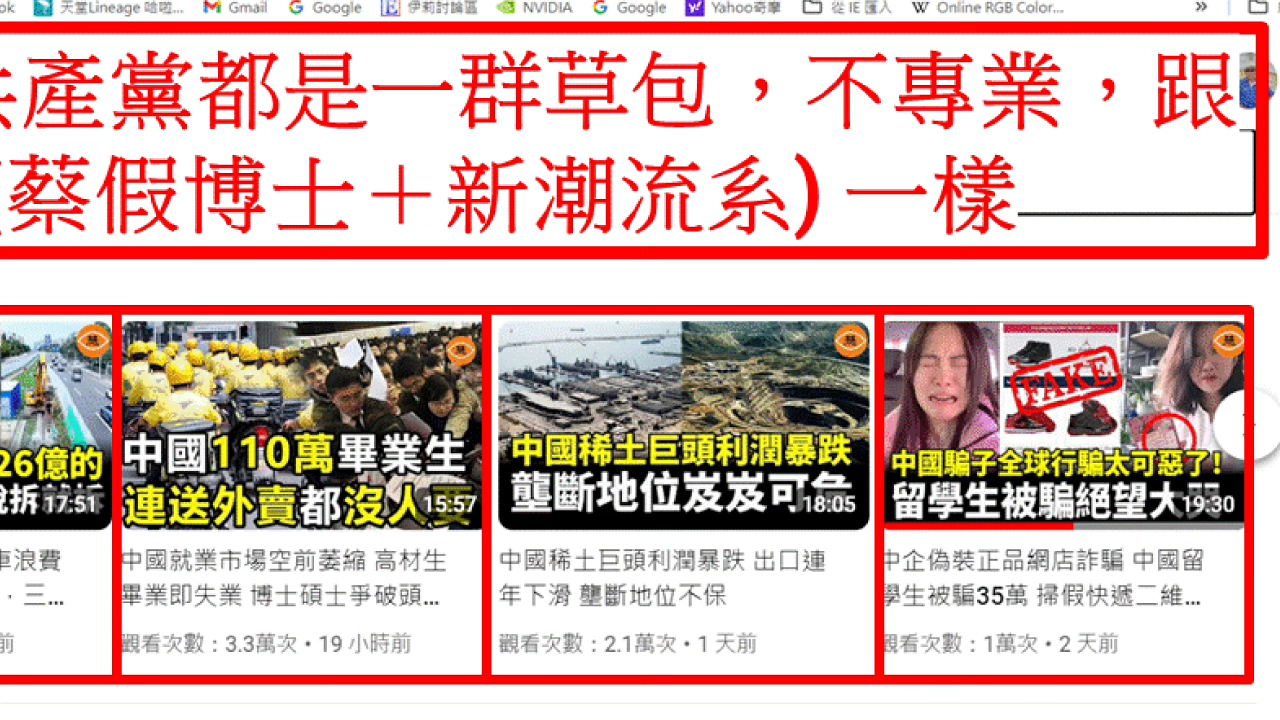 ok 天堂Lineage 哈啦... Gmail Google 伊莉討論區 NVIDIA Google Yahoo奇摩 從 IE 匯入 Online RGB Color... »
產黨都是一群草包，不專業，跟
(蔡假博士＋新潮流系) 一樣
26億的
拆
17:51
中國110萬畢業生
連送外賣都沒人要
15:57
中國稀土巨頭利潤暴跌
壟斷地位岌岌可危
18:05
FAKE
中國騙子全球行騙太可惡了!
留學生被騙絕望大哭
19:30
車浪費
，三...
前
中國就業市場空前萎縮 高材生
畢業即失業 博士碩士爭破頭...
觀看次數：3.3萬次・19 小時前
中國稀土巨頭利潤暴跌 出口連
年下滑 壟斷地位不保
觀看次數：2.1萬次・1 天前
中企偽裝正品網店詐騙 中國留
學生被騙35萬 掃假快遞二維...
觀看次數：1萬次・2 天前